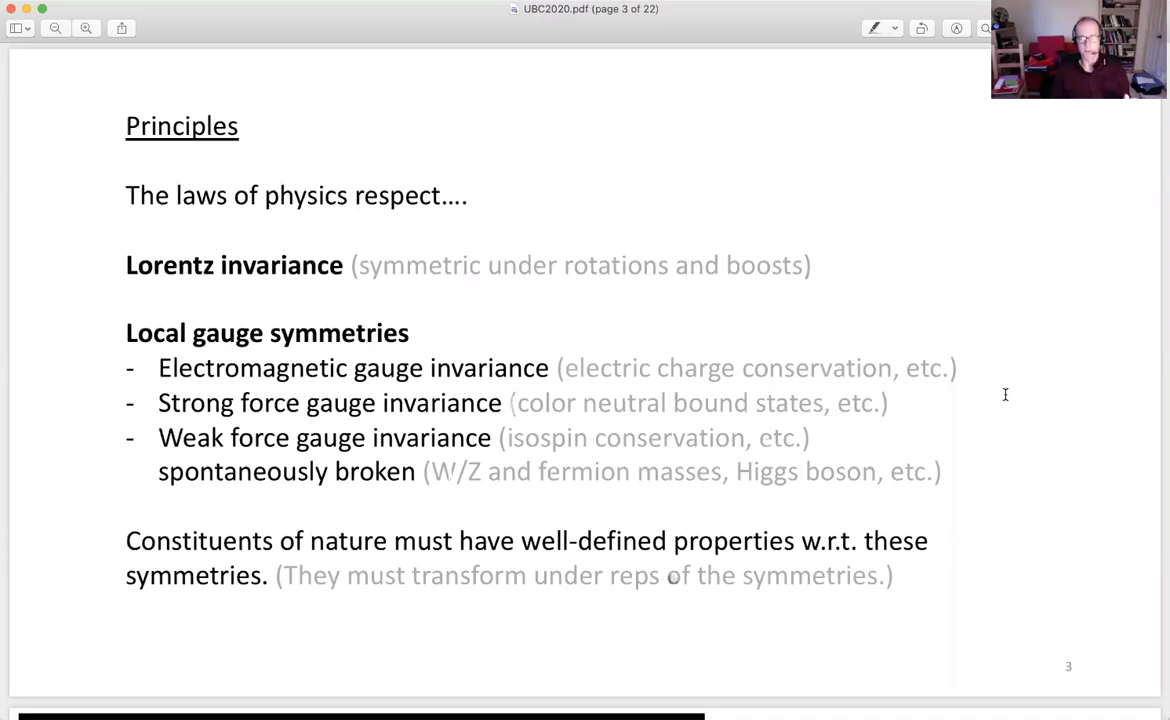 UBC2020.pdf (page 3 of 22)
Principles
The laws of physics respect....
Lorentz invariance (symmetric under rotations and boosts)
Local gauge symmetries
- Electromagnetic gauge invariance (electric charge conservation, etc.)
- Strong force gauge invariance (color neutral bound states, etc.)
- Weak force gauge invariance (isospin conservation, etc.)
spontaneously broken (W/Z and fermion masses, Higgs boson, etc.)
Constituents of nature must have well-defined properties w.r.t. these
symmetries. (They must transform under reps of the symmetries.)
3